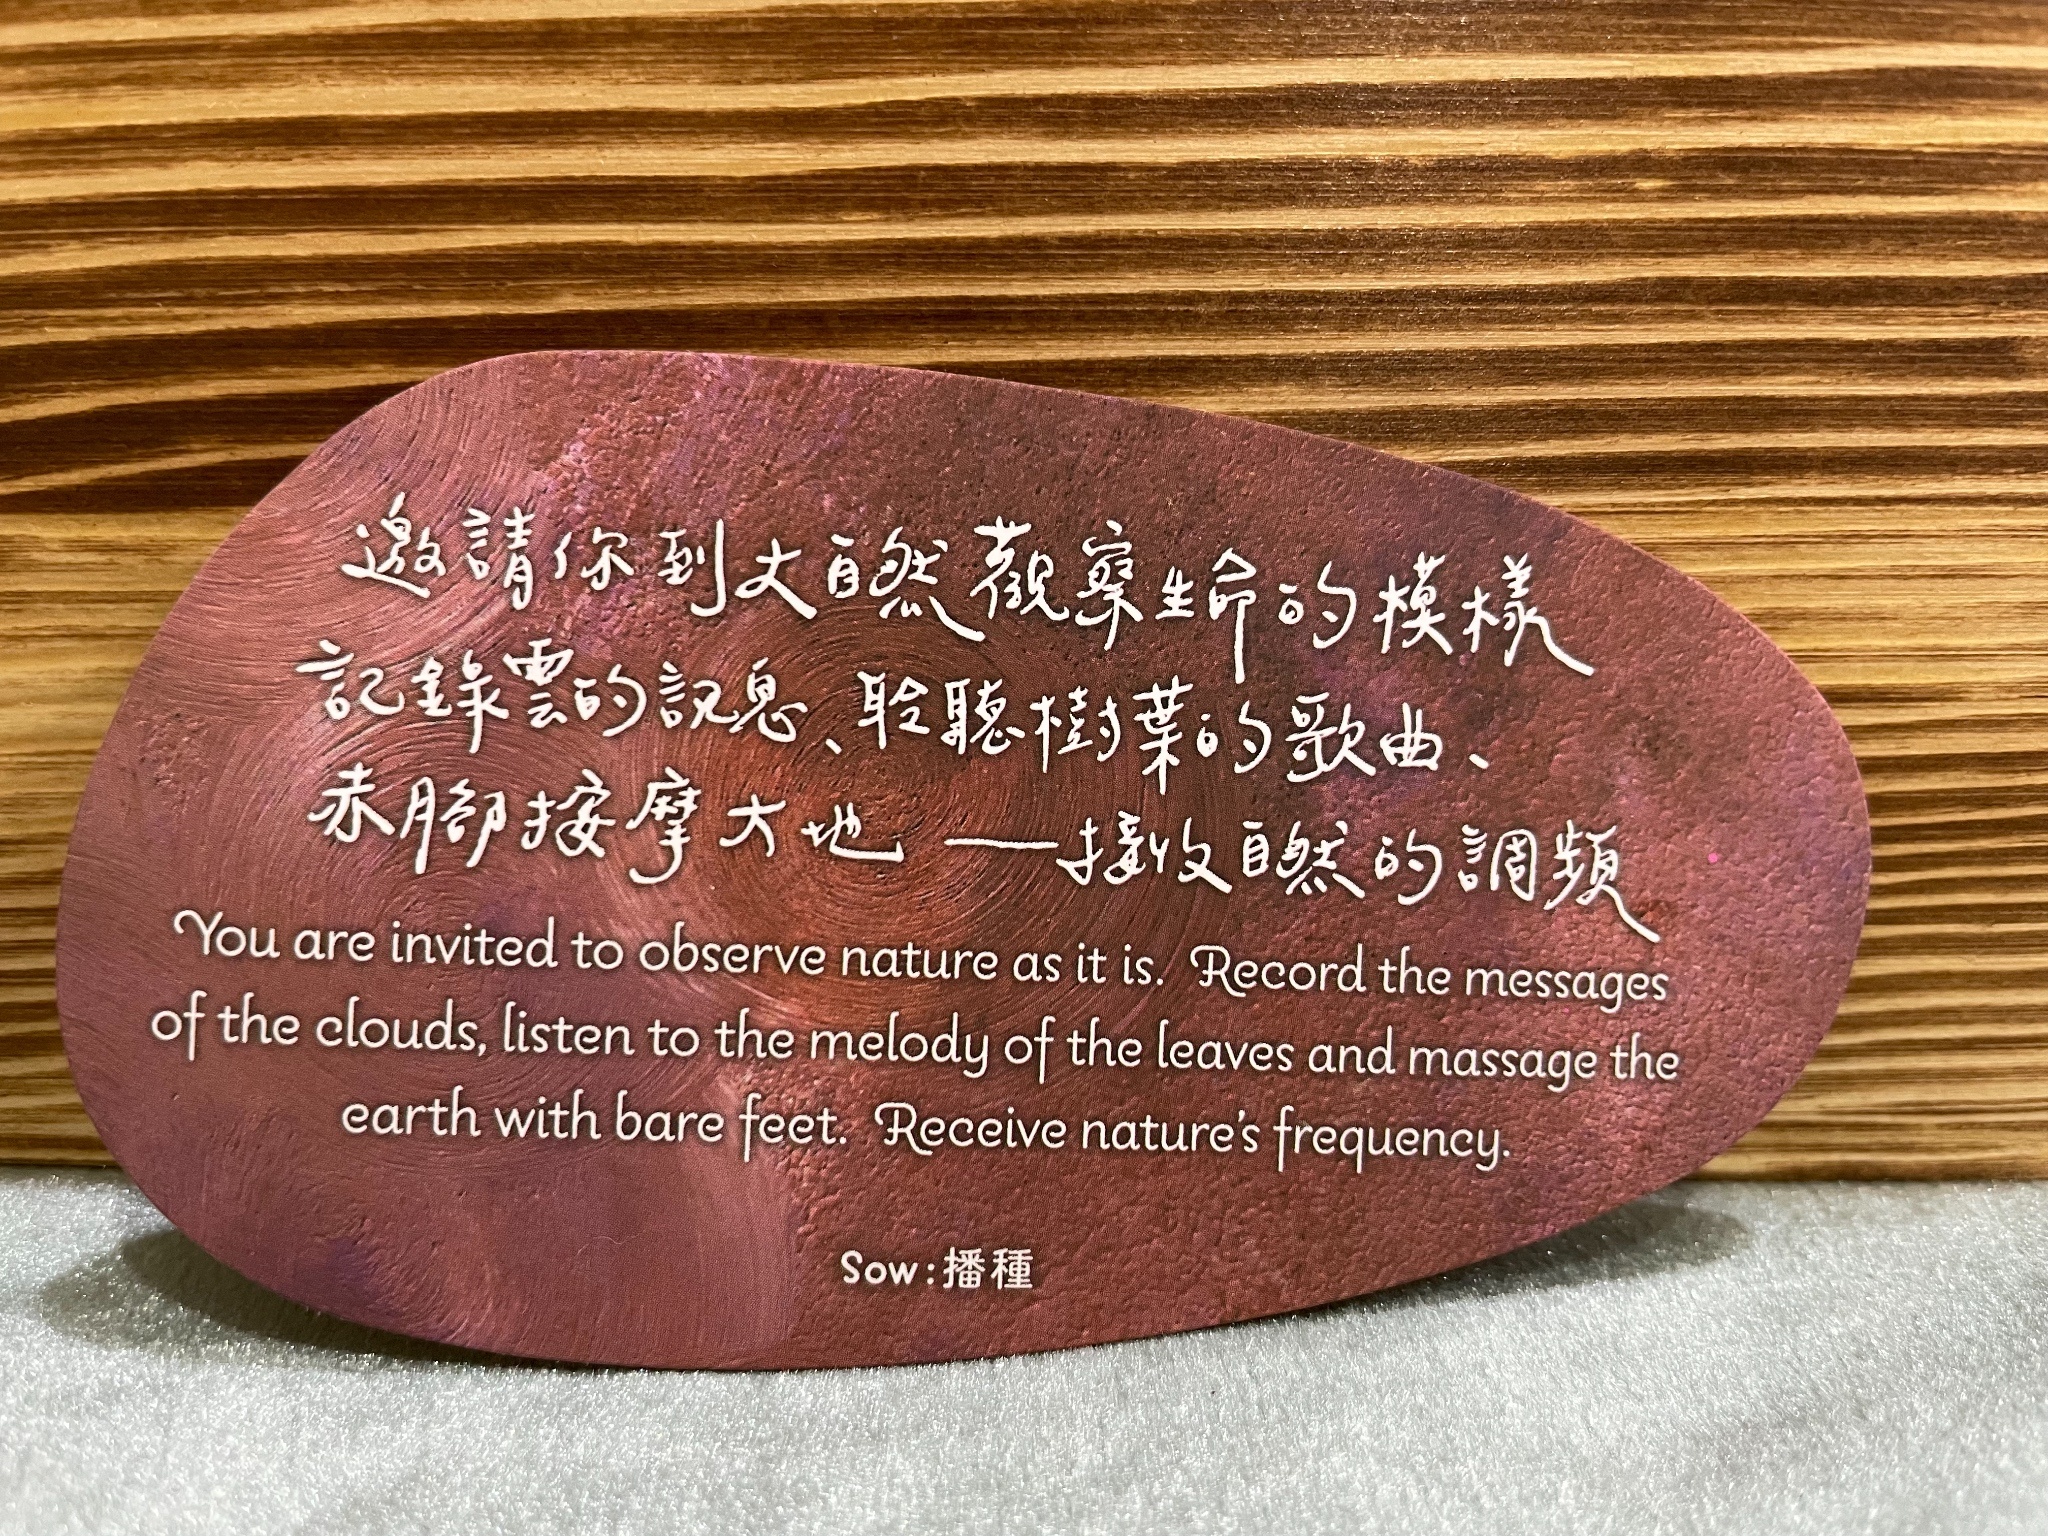 邀請你到大自然觀察生命的模樣
記錄雲的訊息、聆聽樹葉的歌曲、
赤腳按摩大地——接收自然的調頻
You are invited to observe nature as it is. Record the messages
of the clouds, listen to the melody of the leaves and massage the
earth with bare feet. Receive nature's frequency.
Sow:播種